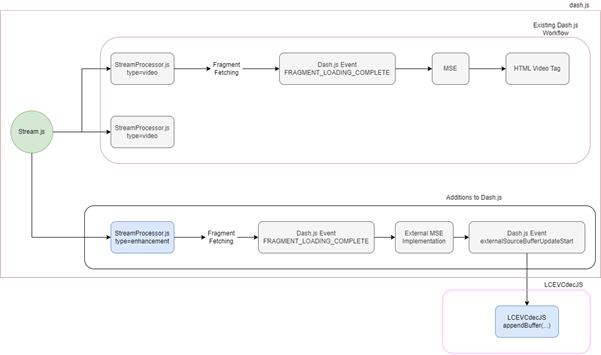 dash.js
Existing Dash.js
Workflow
StreamProcessor.js
type=video
Fragment
Fetching
Dash.js Event
FRAGMENT_LOADING_COMPLETE
MSE
HTML Video Tag
Stream.js
StreamProcessor.js
type=video
Additions to Dash.js
StreamProcessor.js
type=enhancement
Fragment
Fetching
Dash.js Event
FRAGMENT_LOADING_COMPLETE
External MSE
Implementation
Dash.js Event
externalSourceBufferUpdateStart
LCEVCdecJS
LCEVCdecJS
appendBuffer(...)